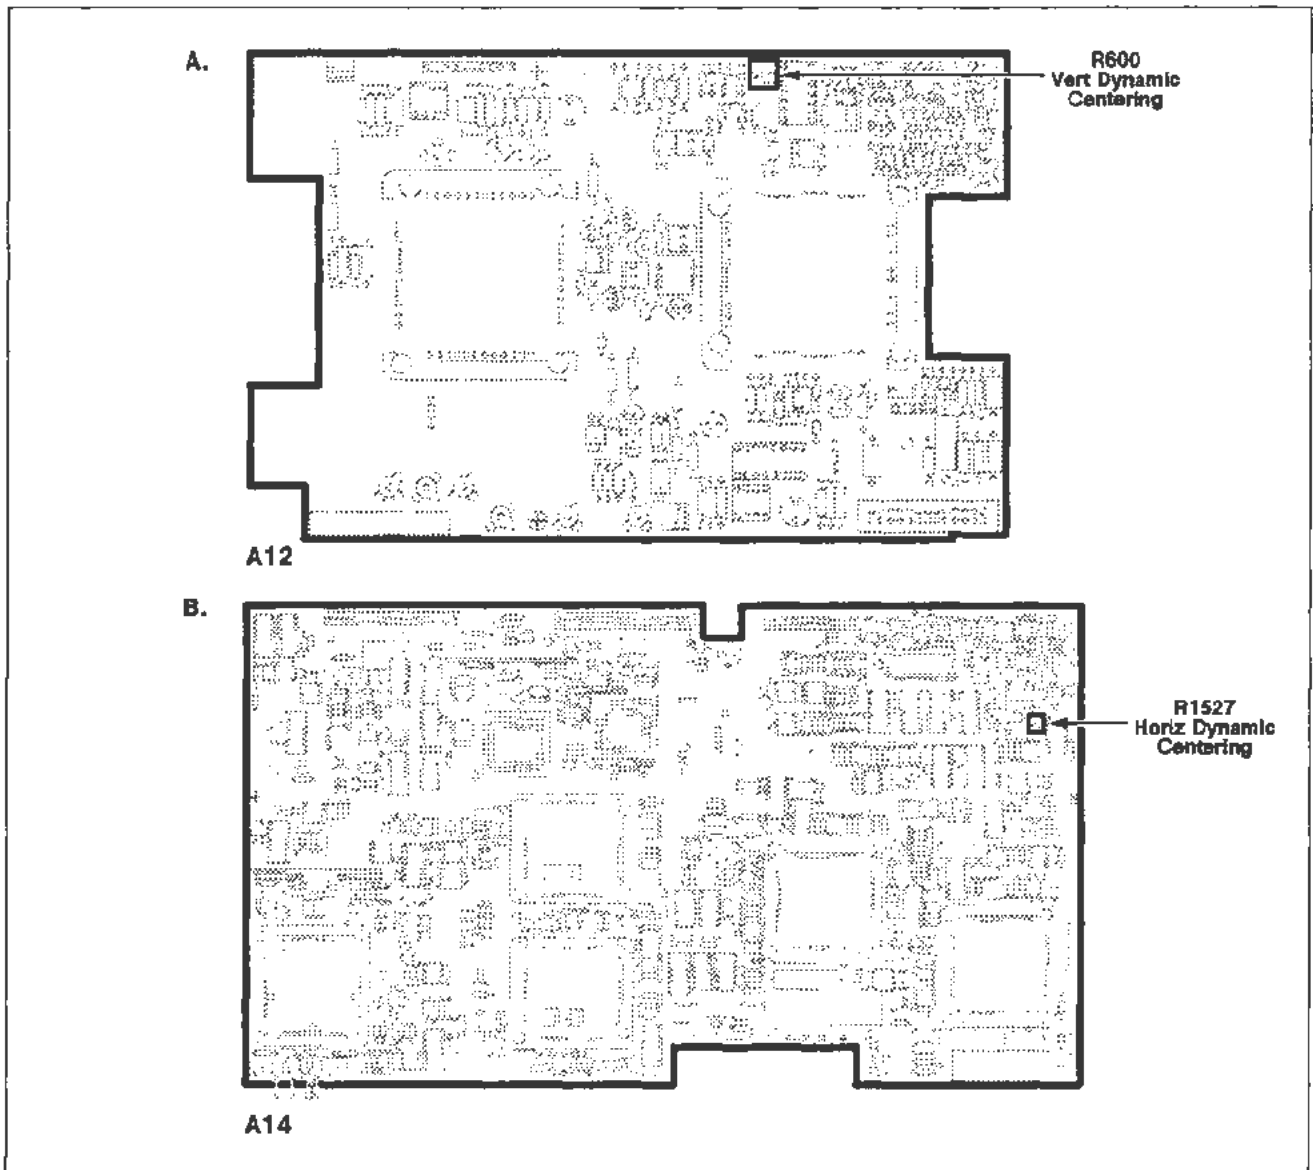 A.
R600
Vert Dynamic
Centering
A12
B.
R1527
Horiz Dynamic
Centering
A14